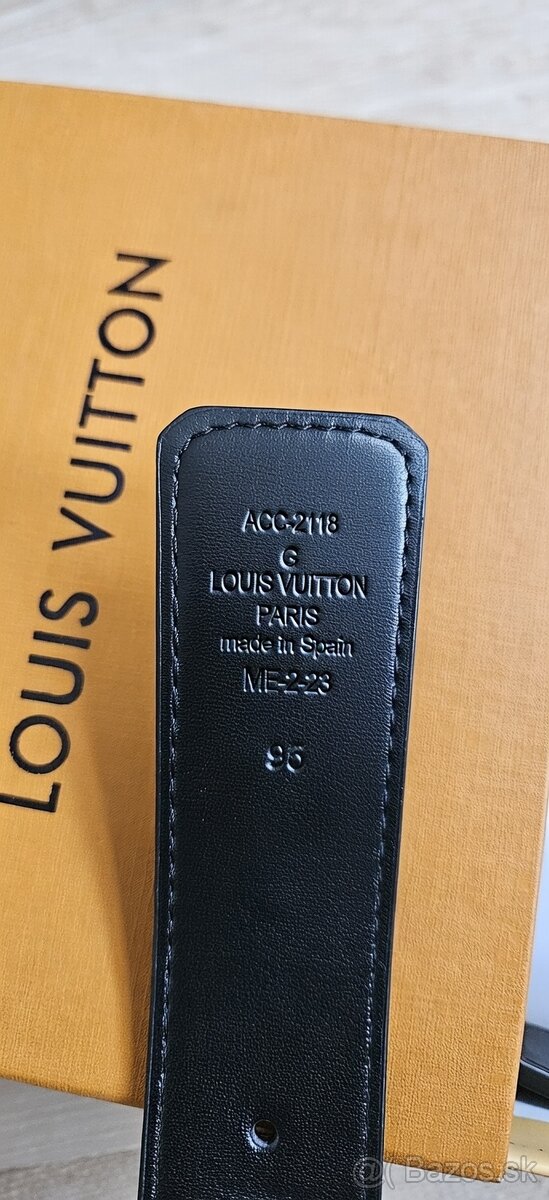 LOUIS VUITTON
ACC-2118
G
LOUIS VUITTON
PARIS
made in Spain
ME-2-23
95
@( Bazos.sk